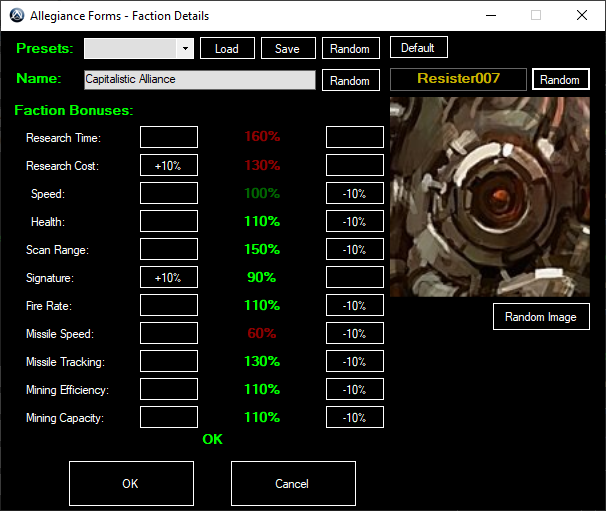 Allegiance Forms - Faction Details
Presets: Load Save Random Default
Name: Capitalistic Alliance Random Resister007 Random
Faction Bonuses:
Research Time: 160%
Research Cost: +10% 130%
Speed: 100% -10%
Health: 110% -10%
Scan Range: 150% -10%
Signature: +10% 90%
Fire Rate: 110% -10%
Random Image
Missile Speed: 60% -10%
Missile Tracking: 130% -10%
Mining Efficiency: 110% -10%
Mining Capacity: 110% -10%
OK
OK Cancel